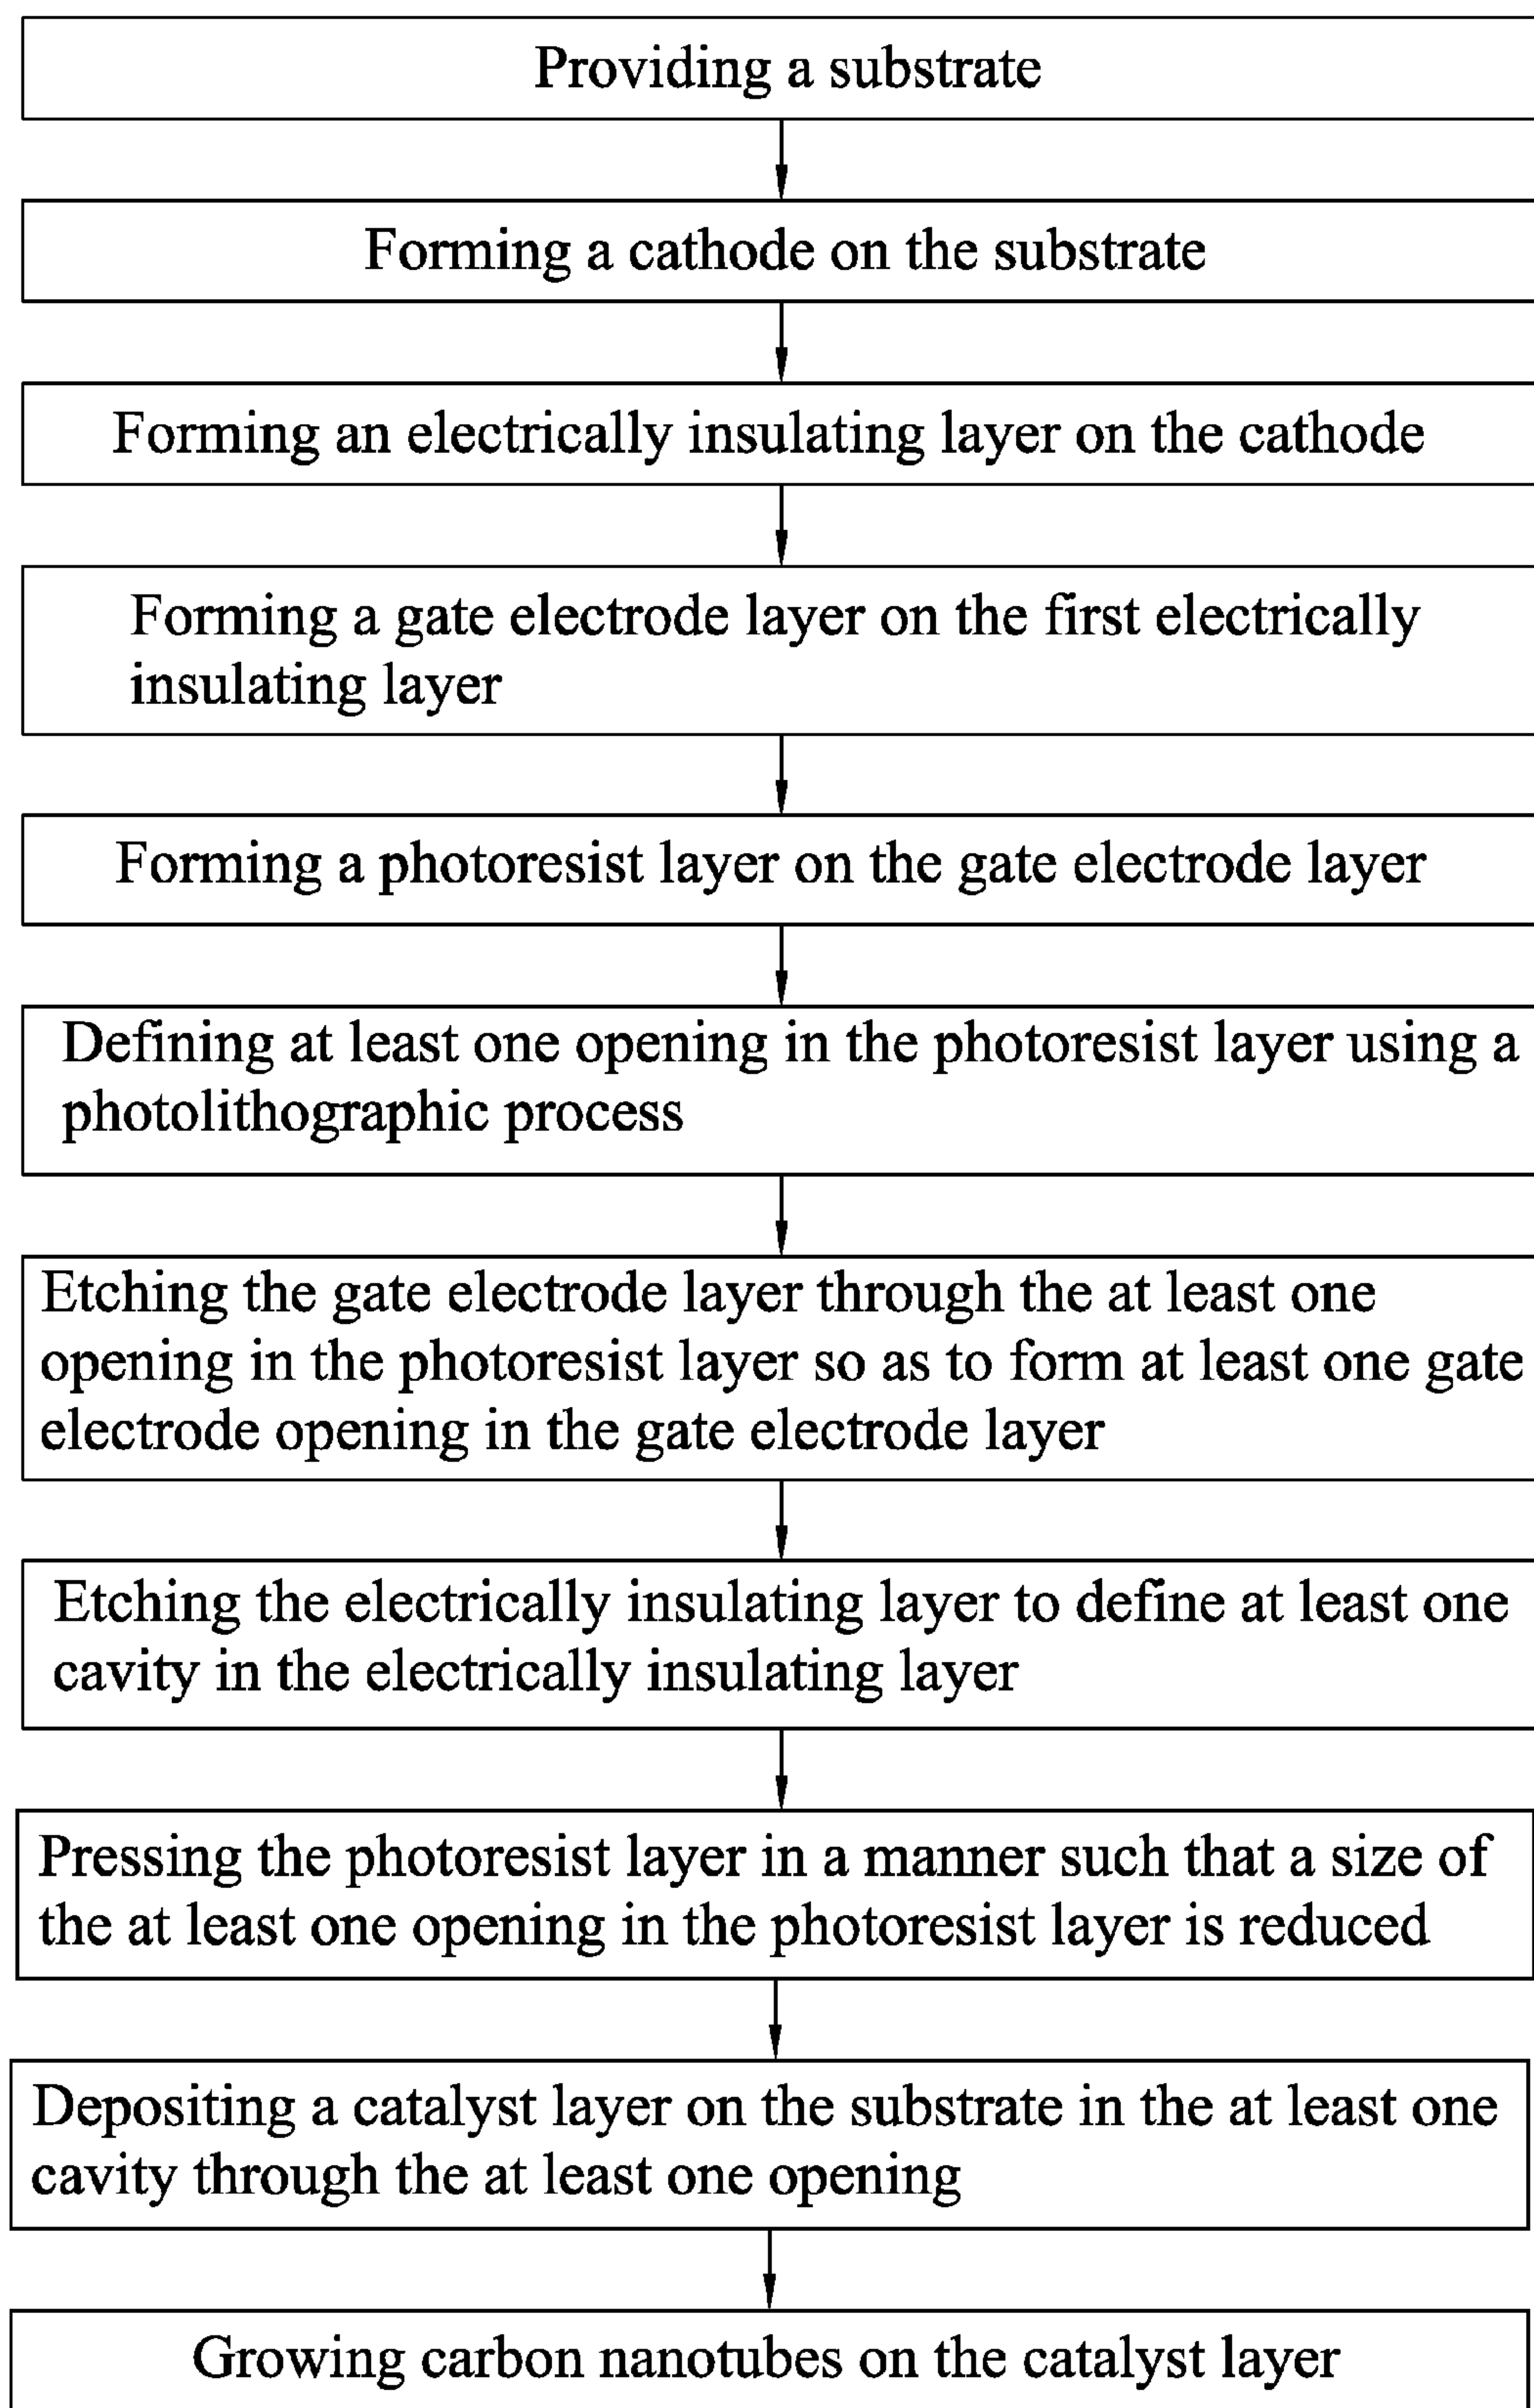 Providing a substrate
Forming a cathode on the substrate
Forming an electrically insulating layer on the cathode
Forming a gate electrode layer on the first electrically
insulating layer
Forming a photoresist layer on the gate electrode layer
Defining at least one opening in the photoresist layer using a
photolithographic process
Etching the gate electrode layer through the at least one
opening in the photoresist layer so as to form at least one gate
electrode opening in the gate electrode layer
Etching the electrically insulating layer to define at least one
cavity in the electrically insulating layer
Pressing the photoresist layer in a manner such that a size of
the at least one opening in the photoresist layer is reduced
Depositing a catalyst layer on the substrate in the at least one
cavity through the at least one opening
Growing carbon nanotubes on the catalyst layer